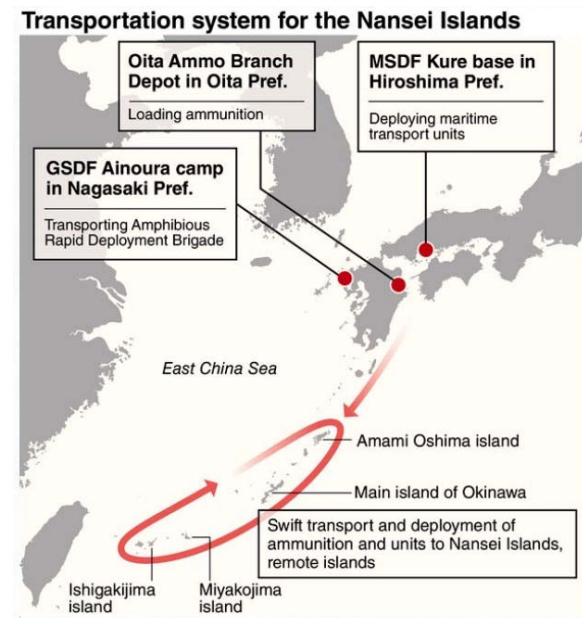 Transportation system for the Nansei Islands
Oita Ammo Branch
Depot in Oita Pref.
Loading ammunition
MSDF Kure base in
Hiroshima Pref.
Deploying maritime
transport units
GSDF Ainoura camp
in Nagasaki Pref.
Transporting Amphibious
Rapid Deployment Brigade
East China Sea
Amami Oshima island
Main island of Okinawa
Swift transport and deployment of
ammunition and units to Nansei Islands,
remote islands
Ishigakijima
island
Miyakojima
island